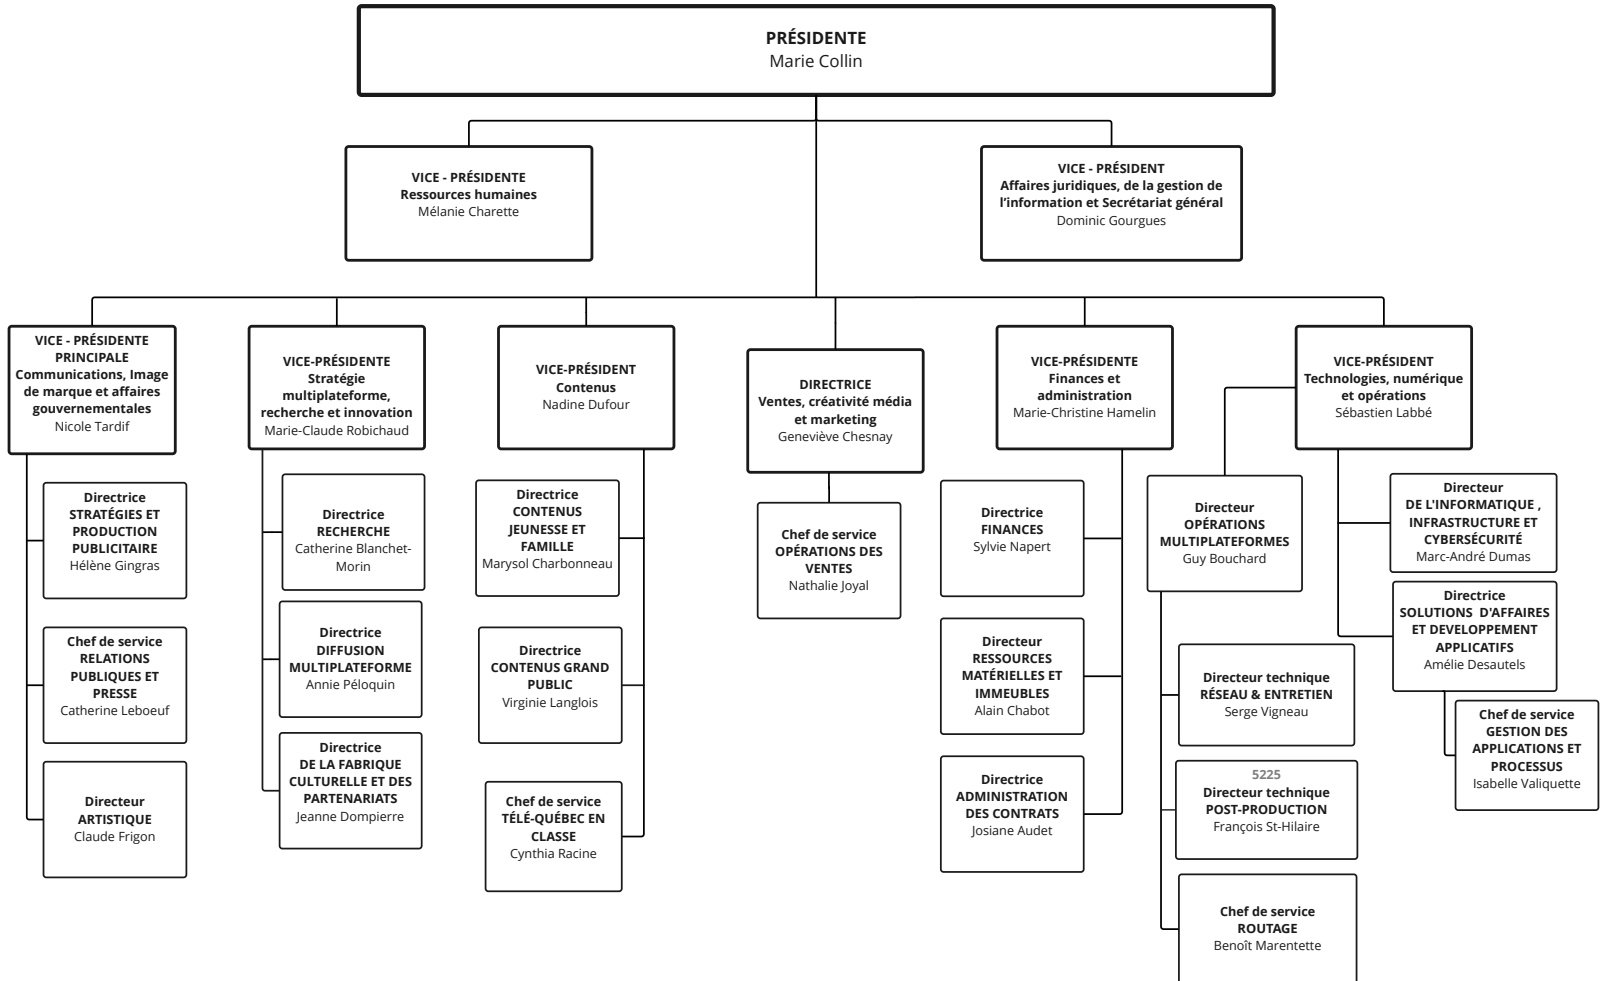 PRÉSIDENTE
Marie Collin
VICE - PRÉSIDENTE
Ressources humaines
Mélanie Charette
VICE - PRÉSIDENT
Affaires juridiques, de la gestion de
l’information et Secrétariat général
Dominic Gourgues
VICE - PRÉSIDENTE
PRINCIPALE
Communications, Image
de marque et affaires
gouvernementales
Nicole Tardif
VICE-PRÉSIDENTE
Stratégie
multiplateforme,
recherche et innovation
Marie-Claude Robichaud
VICE-PRÉSIDENT
Contenus
Nadine Dufour
DIRECTRICE
Ventes, créativité média
et marketing
Geneviève Chesnay
VICE-PRÉSIDENTE
Finances et
administration
Marie-Christine Hamelin
VICE-PRÉSIDENT
Technologies, numérique
et opérations
Sébastien Labbé
Directrice
STRATÉGIES ET
PRODUCTION
PUBLICITAIRE
Hélène Gingras
Chef de service
RELATIONS
PUBLIQUES ET
PRESSE
Catherine Leboeuf
Directeur
ARTISTIQUE
Claude Frigon
Directrice
RECHERCHE
Catherine Blanchet-
Morin
Directrice
DIFFUSION
MULTIPLATEFORME
Annie Péloquin
Directrice
DE LA FABRIQUE
CULTURELLE ET DES
PARTENARIATS
Jeanne Dompierre
Directrice
CONTENUS
JEUNESSE ET
FAMILLE
Marysol Charbonneau
Directrice
CONTENUS GRAND
PUBLIC
Virginie Langlois
Chef de service
TÉLÉ-QUÉBEC EN
CLASSE
Cynthia Racine
Chef de service
OPÉRATIONS DES
VENTES
Nathalie Joyal
Directrice
FINANCES
Sylvie Napert
Directeur
RESSOURCES
MATÉRIELLES ET
IMMEUBLES
Alain Chabot
Directrice
ADMINISTRATION
DES CONTRATS
Josiane Audet
Directeur
OPÉRATIONS
MULTIPLATEFORMES
Guy Bouchard
Directeur technique
RÉSEAU & ENTRETIEN
Serge Vigneau
5225
Directeur technique
POST-PRODUCTION
François St-Hilaire
Chef de service
ROUTAGE
Benoît Marentette
Directeur
DE L'INFORMATIQUE ,
INFRASTRUCTURE ET
CYBERSÉCURITÉ
Marc-André Dumas
Directrice
SOLUTIONS D'AFFAIRES
ET DEVELOPPEMENT
APPLICATIFS
Amélie Desautels
Chef de service
GESTION DES
APPLICATIONS ET
PROCESSUS
Isabelle Valiquette